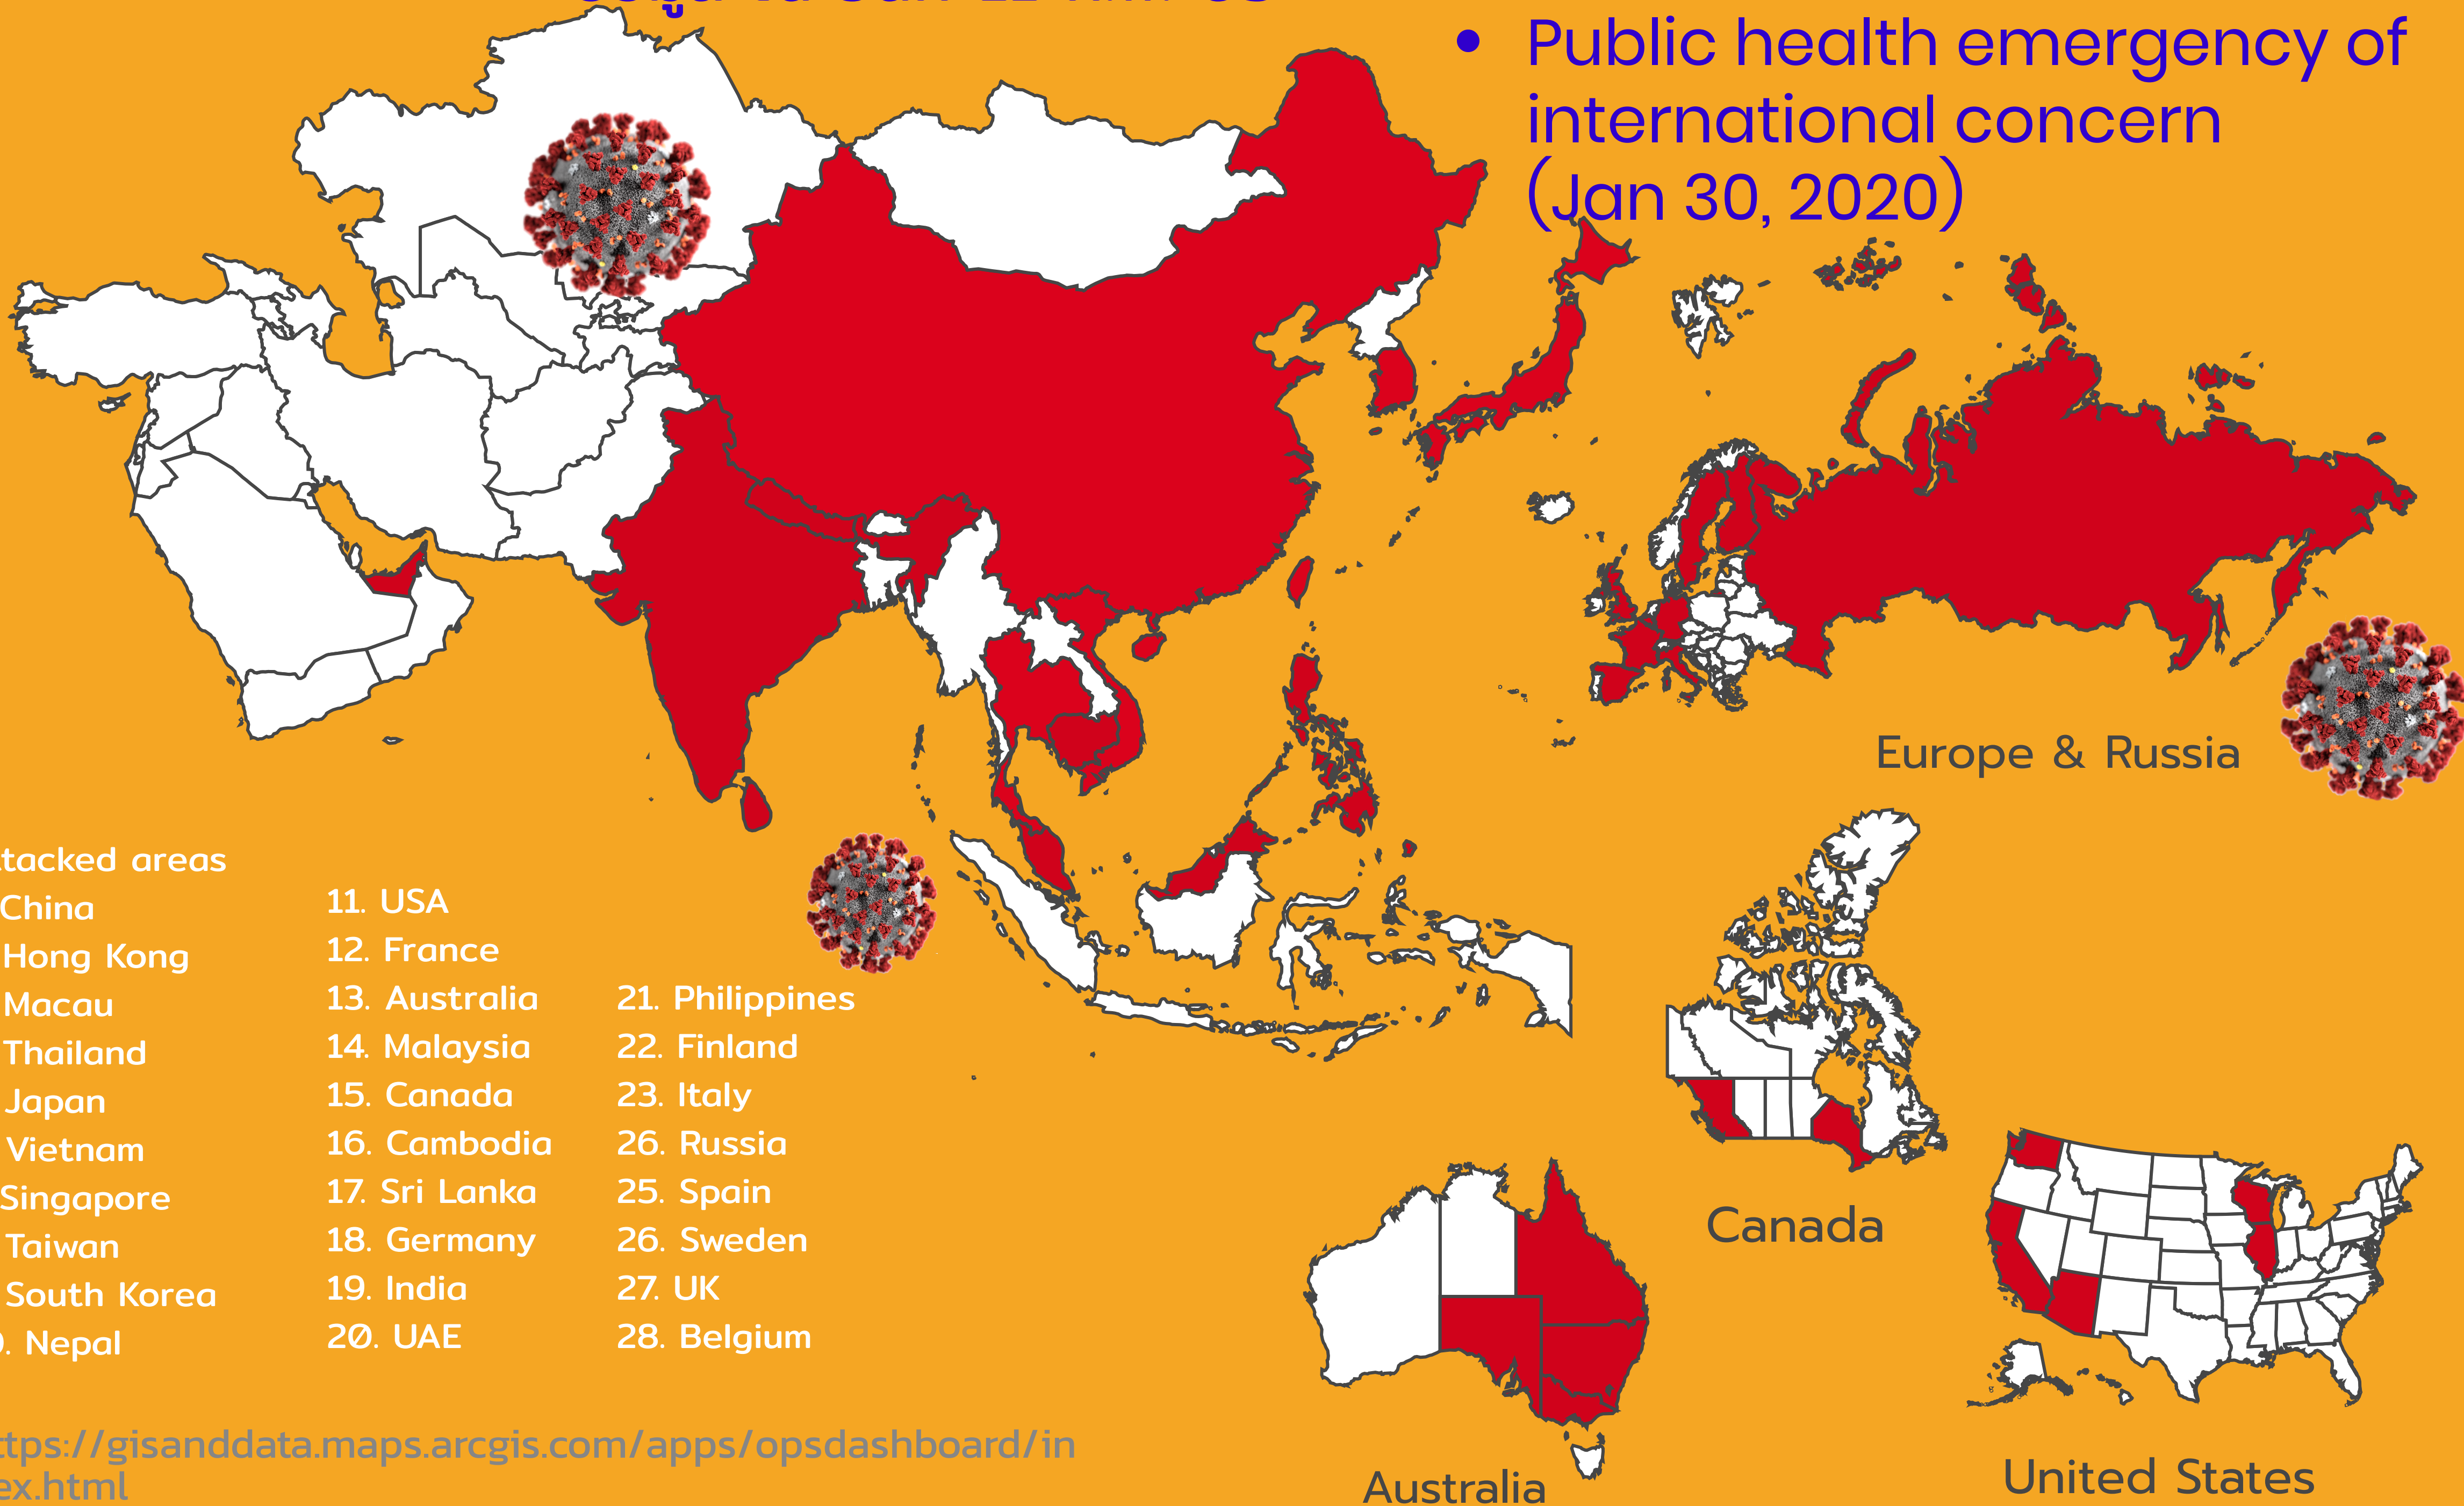 Public health emergency of
international concern
(Jan 30, 2020)
Europe & Russia
areas
China
Hong Kong
Macau
Thailand
Japan
Vietnam
Singapore
Taiwan
South Korea
Nepal
11. USA
12. France
13. Australia
14. Malaysia
15. Canada
16. Cambodia
17. Sri Lanka
18. Germany
19. India
20. UAE
21. Philippines
22. Finland
23. Italy
26. Russia
25. Spain
26. Sweden
27. UK
28. Belgium
Canada
Australia
United States
ttps://gisanddata.maps.arcgis.com/apps/opsdashboard/in
ex.html